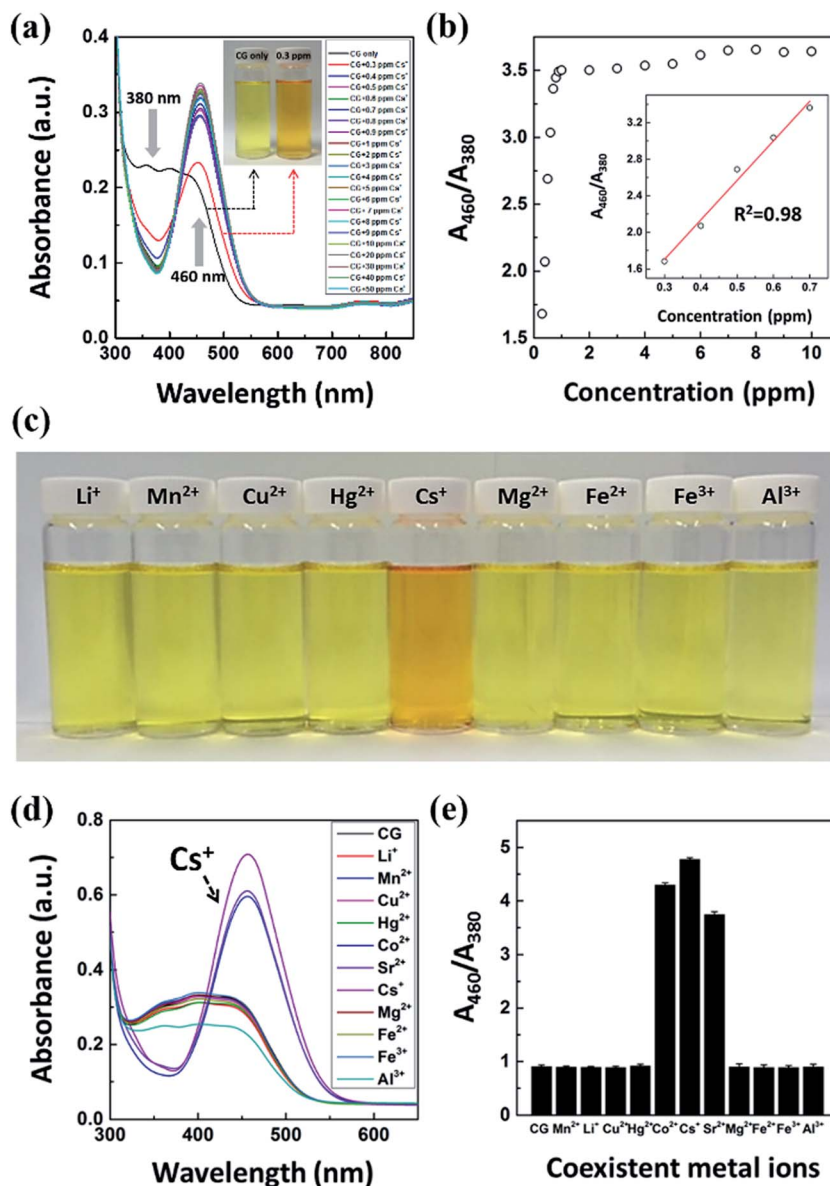 (a)
0.4
0.3
0.2
0.1
0.0
Absorbance (a.u.)
380 nm
460 nm
CG only
0.3 ppm
CG only
CG+0.3 ppm Cs⁺
CG+0.4 ppm Cs⁺
CG+0.5 ppm Cs⁺
CG+0.6 ppm Cs⁺
CG+0.7 ppm Cs⁺
CG+0.8 ppm Cs⁺
CG+0.9 ppm Cs⁺
CG+1 ppm Cs⁺
CG+2 ppm Cs⁺
CG+3 ppm Cs⁺
CG+4 ppm Cs⁺
CG+5 ppm Cs⁺
CG+6 ppm Cs⁺
CG+7 ppm Cs⁺
CG+8 ppm Cs⁺
CG+9 ppm Cs⁺
CG+10 ppm Cs⁺
CG+20 ppm Cs⁺
CG+30 ppm Cs⁺
CG+40 ppm Cs⁺
CG+50 ppm Cs⁺
300 400 500 600 700 800
Wavelength (nm)
(b)
3.5
3.0
2.5
2.0
1.5
A₄₆₀/A₃₈₀
3.2
2.8
2.4
2.0
1.6
A₄₆₀/A₃₈₀
R²=0.98
0.3 0.4 0.5 0.6 0.7
Concentration (ppm)
0 2 4 6 8 10
Concentration (ppm)
(c)
Li⁺ Mn²⁺ Cu²⁺ Hg²⁺ Cs⁺ Mg²⁺ Fe²⁺ Fe³⁺ Al³⁺
(d)
0.8
0.6
0.4
0.2
0.0
Absorbance (a.u.)
Cs⁺
CG
Li⁺
Mn²⁺
Cu²⁺
Hg²⁺
Co²⁺
Sr²⁺
Cs⁺
Mg²⁺
Fe²⁺
Fe³⁺
Al³⁺
300 400 500 600
Wavelength (nm)
(e)
5
4
3
2
1
0
A₄₆₀/A₃₈₀
CG Mn²⁺ Li⁺ Cu²⁺ Hg²⁺ Co²⁺ Cs⁺ Sr²⁺ Mg²⁺ Fe²⁺ Fe³⁺ Al³⁺
Coexistent metal ions